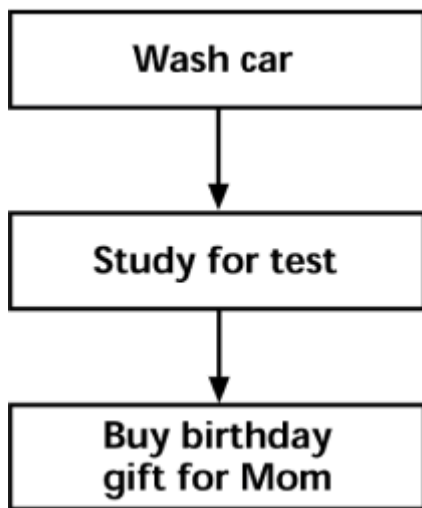 Wash car
Study for test
Buy birthday
gift for Mom